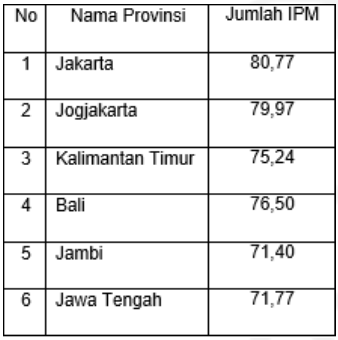 No Nama Provinsi Jumlah IPM
1 Jakarta 80,77
2 Jogjakarta 79,97
3 Kalimantan Timur 75,24
4 Bali 76,50
5 Jambi 71,40
6 Jawa Tengah 71,77